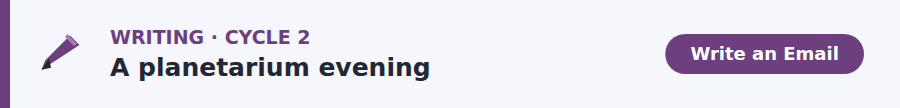 WRITING · CYCLE 2
A planetarium evening
Write an Email